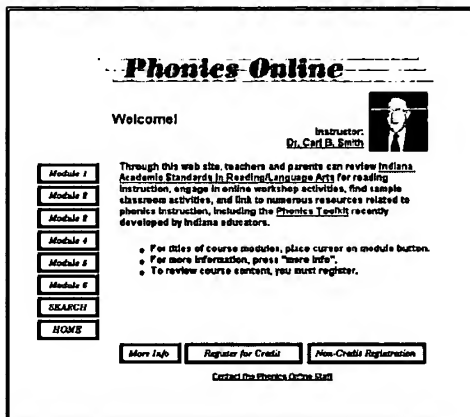 Phonics Online
Welcome!
Instructor:
Dr. Carl B. Smith
Module 1
Module 2
Module 3
Module 4
Module 5
Module 6
SEARCH
HOME
Through this web site, teachers and parents can review Indiana
Academic Standards in Reading/Language Arts for reading
instruction, engage in online workshop activities, find sample
classroom activities, and link to numerous resources related to
phonics instruction, including the Phonics Toolkit recently
developed by Indiana educators.
• For titles of course modules, place cursor on module button.
• For more information, press "more info".
• To review course content, you must register.
More Info
Register for Credit
Non-Credit Registration
Contact the Phonics Online Staff